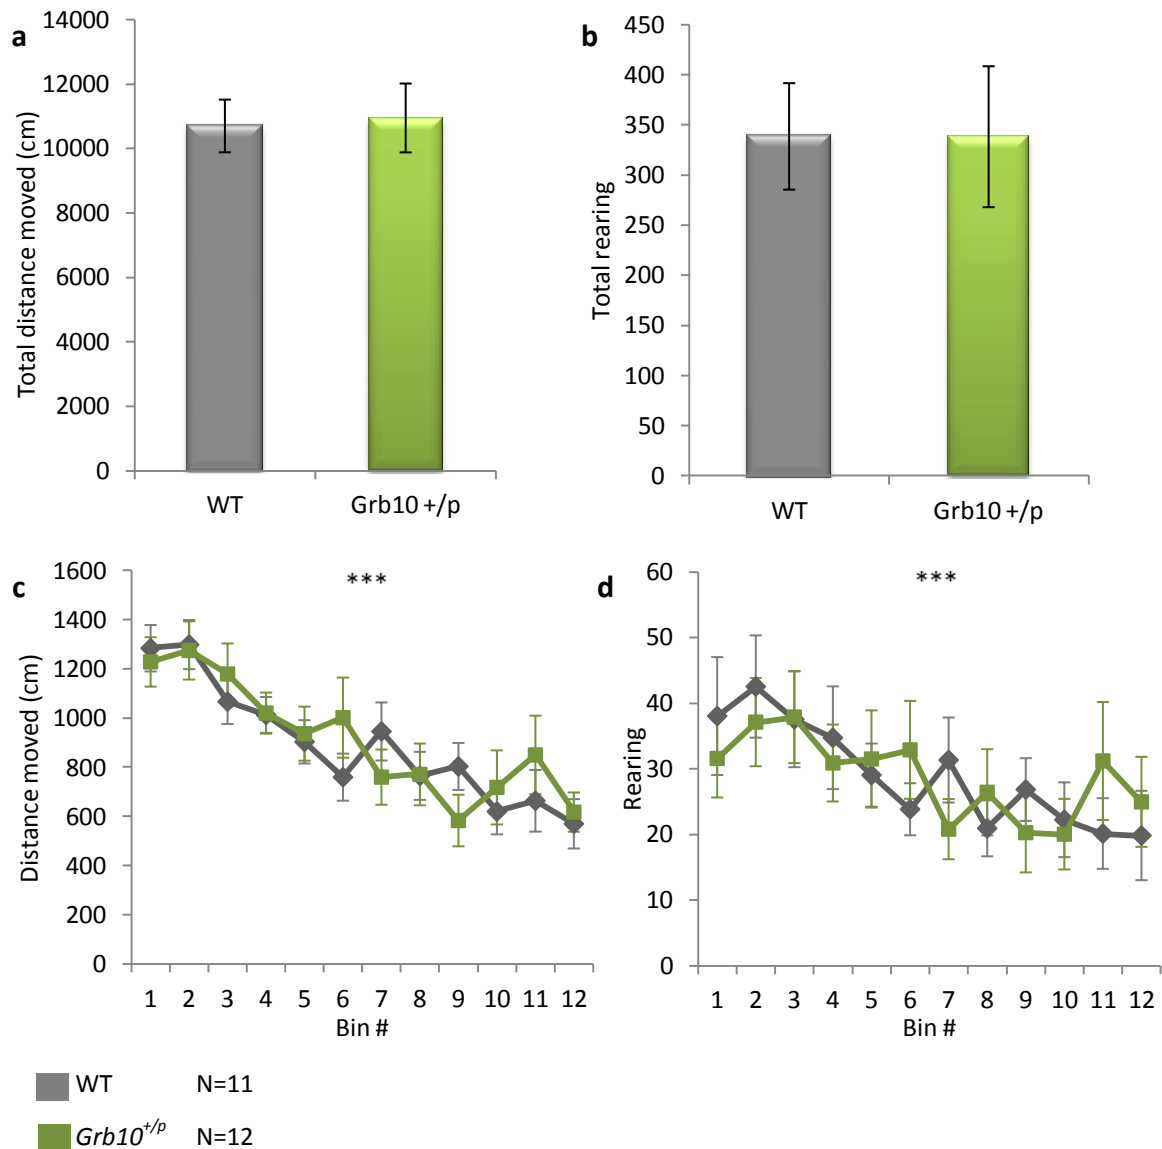 a
Total distance moved (cm)
14000
12000
10000
8000
6000
4000
2000
0
WT Grb10 +/p
b
Total rearing
450
400
350
300
250
200
150
100
50
0
WT Grb10 +/p
c
***
Distance moved (cm)
1600
1400
1200
1000
800
600
400
200
0
1 2 3 4 5 6 7 8 9 10 11 12
Bin #
d
***
Rearing
60
50
40
30
20
10
0
1 2 3 4 5 6 7 8 9 10 11 12
Bin #
WT N=11
Grb10+/p N=12